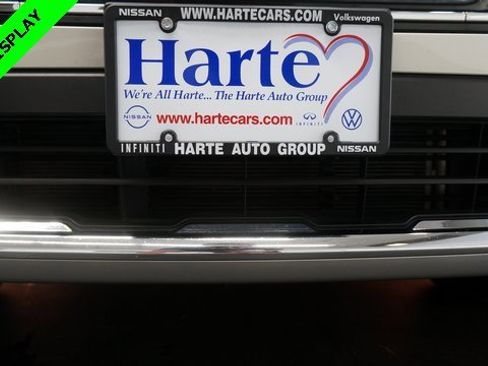 DISPLAY
NISSAN WWW.HARTECARS.COM Volkswagen
Harte
We're All Harte... The Harte Auto Group
NISSAN www.hartecars.com INFINITI
INFINITI HARTE AUTO GROUP NISSAN